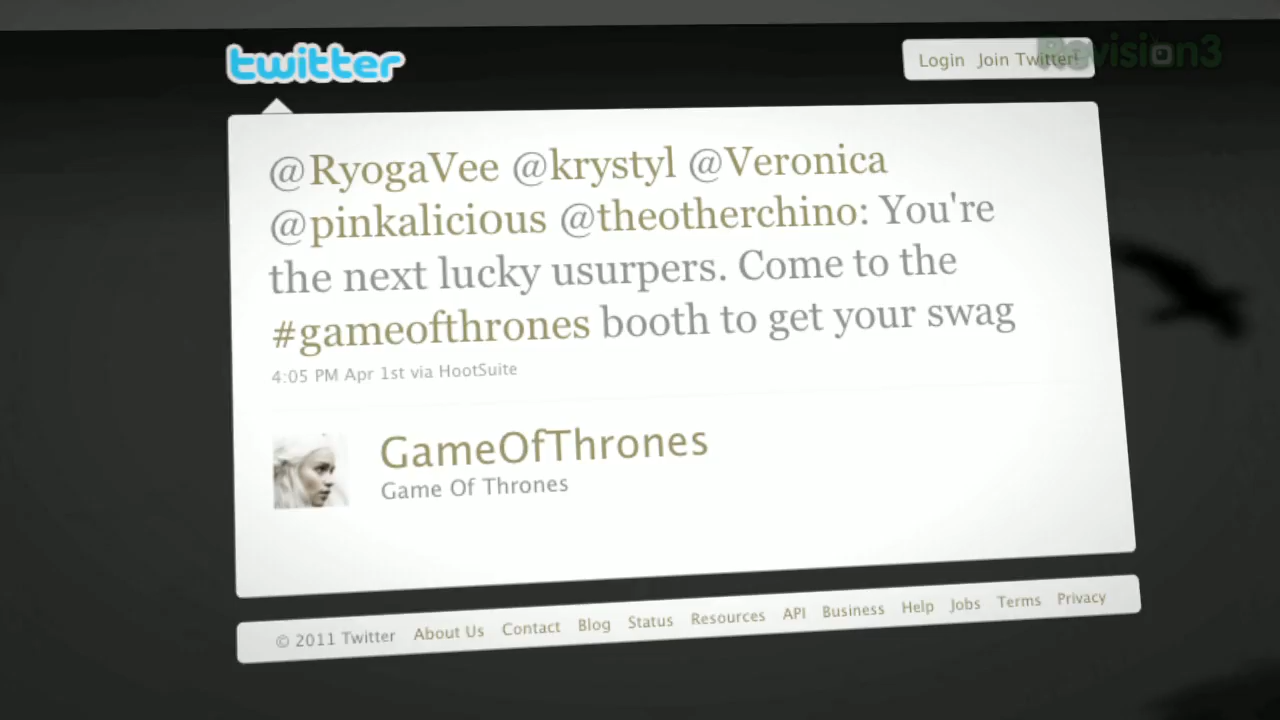 twitter
Login Join Twitter!
Revision3
@RyogaVee @krystyl @Veronica
@pinkalicious @theotherchino: You're
the next lucky usurpers. Come to the
#gameofthrones booth to get your swag
4:05 PM Apr 1st via HootSuite
GameOfThrones
Game Of Thrones
© 2011 Twitter About Us Contact Blog Status Resources API Business Help Jobs Terms Privacy